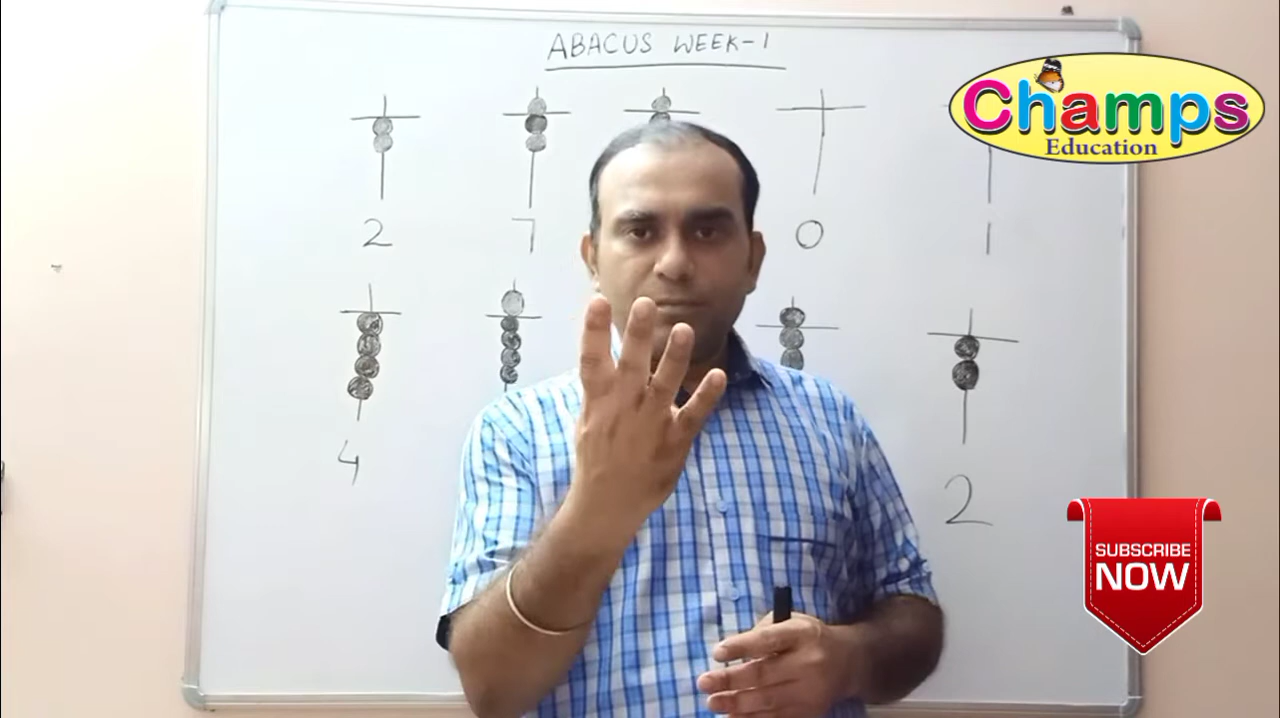 ABACUS WEEK-1
Champs
Education
2 7 0 1
4 2
SUBSCRIBE
NOW